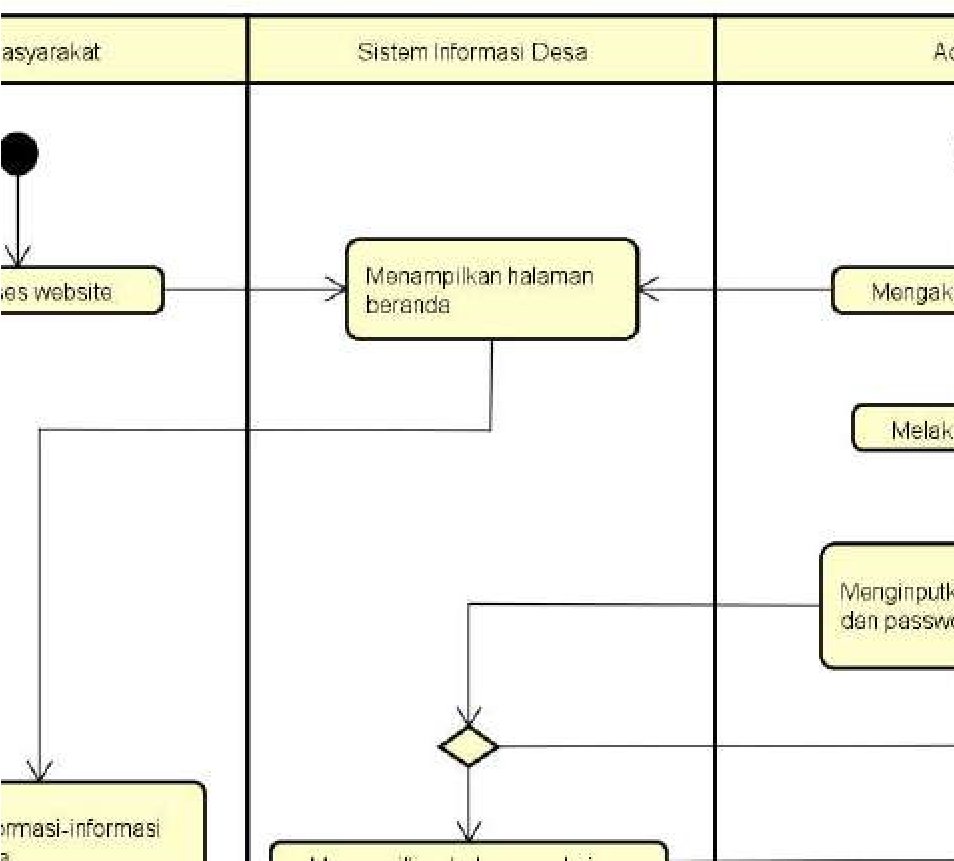 asyarakat
Sistem Informasi Desa
Ad
ses website
Menampilkan halaman
beranda
Mengak
Melak
Menginputk
dan passwo
ormasi-informasi